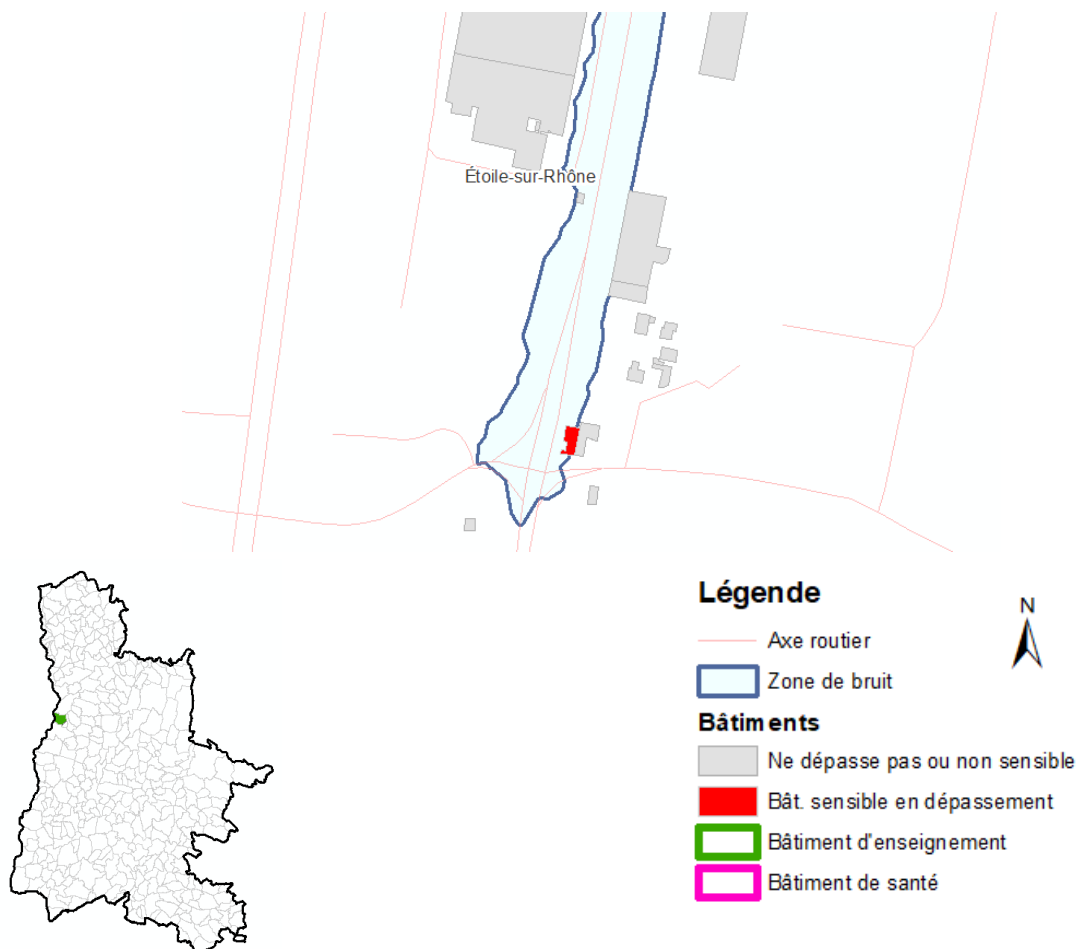 Étoile-sur-Rhône
Légende
N
Axe routier
Zone de bruit
Bâtiments
Ne dépasse pas ou non sensible
Bât. sensible en dépassement
Bâtiment d'enseignement
Bâtiment de santé